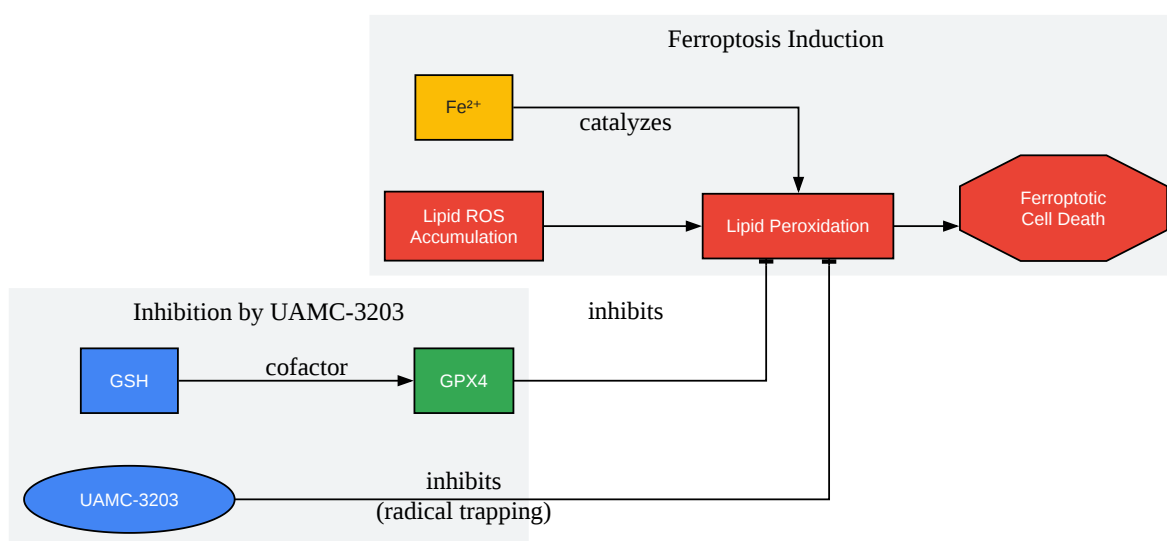 Ferroptosis Induction
Fe²⁺
catalyzes
Lipid ROS
Accumulation
Lipid Peroxidation
Ferroptotic
Cell Death
Inhibition by UAMC-3203
inhibits
GSH
cofactor
GPX4
UAMC-3203
inhibits
(radical trapping)